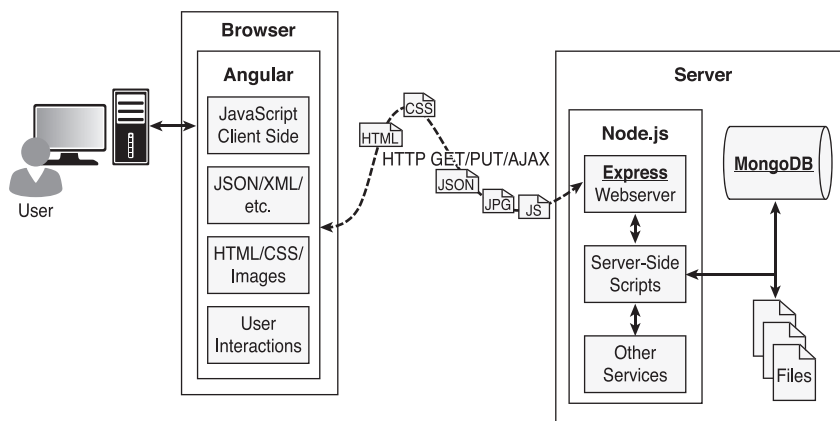 User
Browser
Angular
JavaScript
Client Side
JSON/XML/
etc.
HTML/CSS/
Images
User
Interactions
HTML
CSS
HTTP GET/PUT/AJAX
JSON
JPG
JS
Server
Node.js
Express
Webserver
Server-Side
Scripts
Other
Services
MongoDB
Files